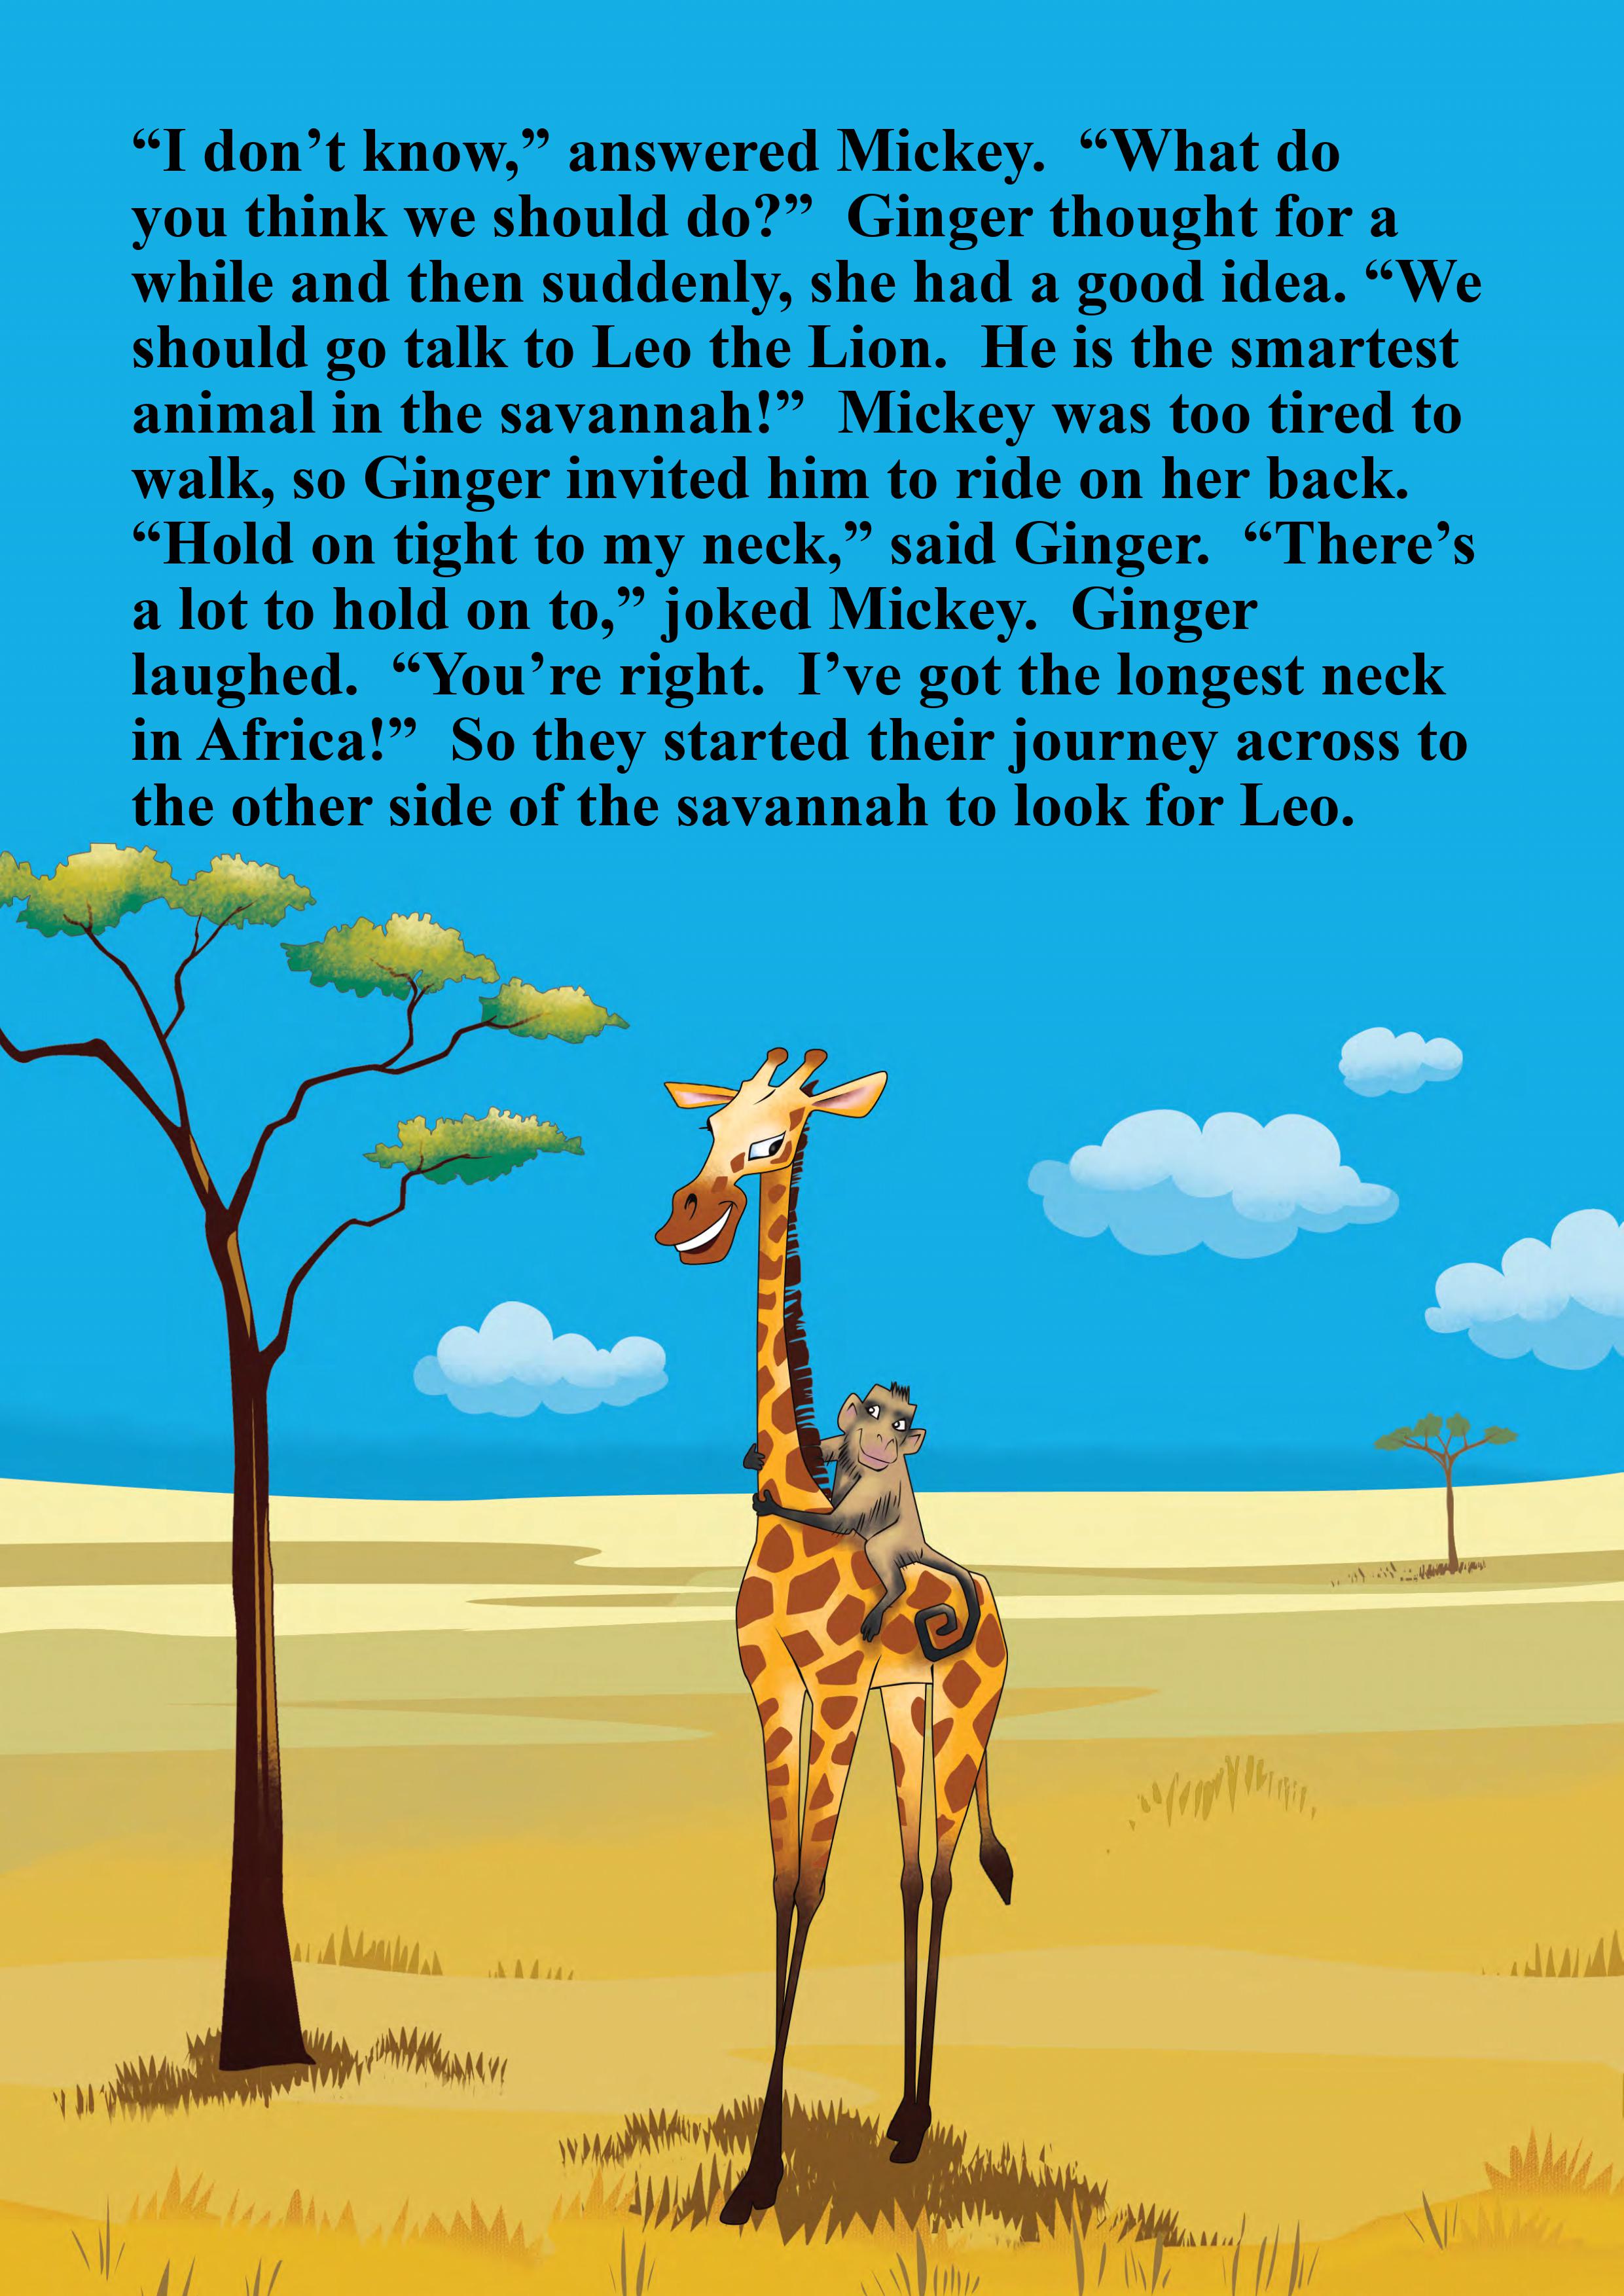 “I don’t know,” answered Mickey.  “What do
you think we should do?”  Ginger thought for a
while and then suddenly, she had a good idea. “We
should go talk to Leo the Lion.  He is the smartest
animal in the savannah!”  Mickey was too tired to
walk, so Ginger invited him to ride on her back.
“Hold on tight to my neck,” said Ginger.  “There’s
a lot to hold on to,” joked Mickey.  Ginger
laughed.  “You’re right.  I’ve got the longest neck
in Africa!”  So they started their journey across to
the other side of the savannah to look for Leo.